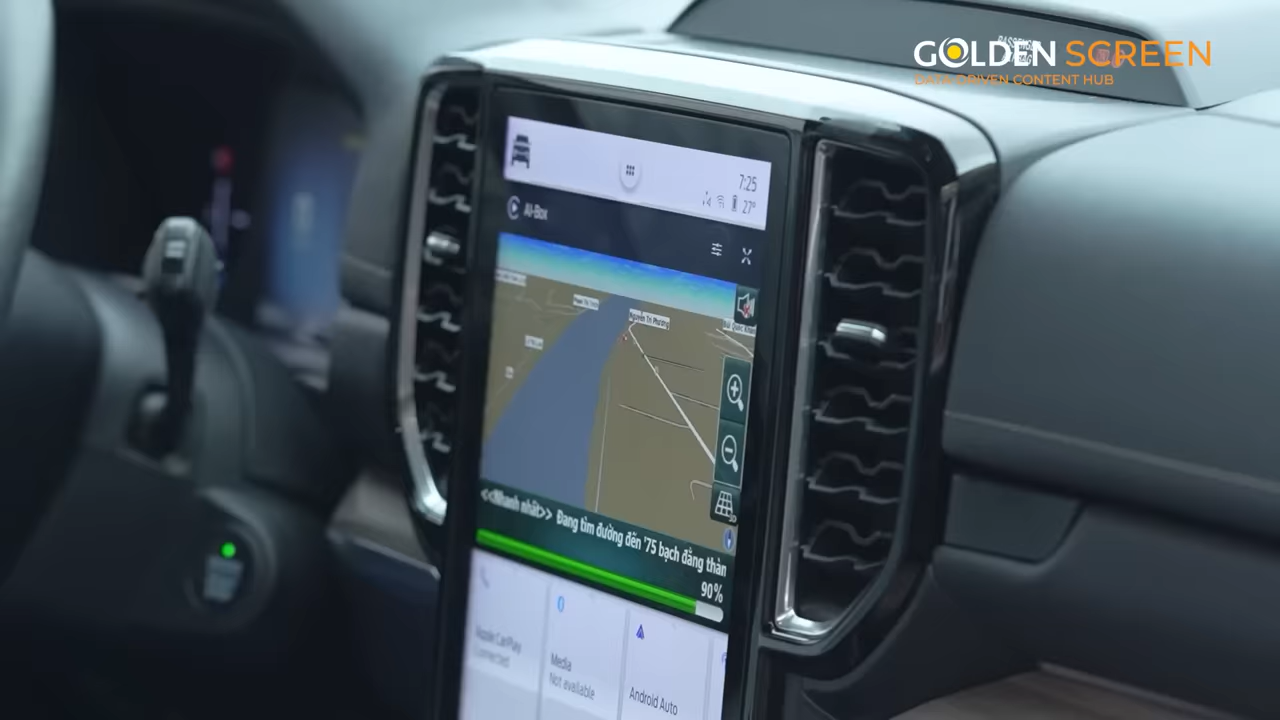 GOLDEN SCREEN
DATA-DRIVEN CONTENT HUB
PASSENGER
7:25
27°
AI-Box
Nguyễn Tri Phương
<<Nhanh nhất>> Đang tìm đường đến '75 bạch đằng thàn
90%
Apple CarPlay
Connected
Media
Not available
Android Auto